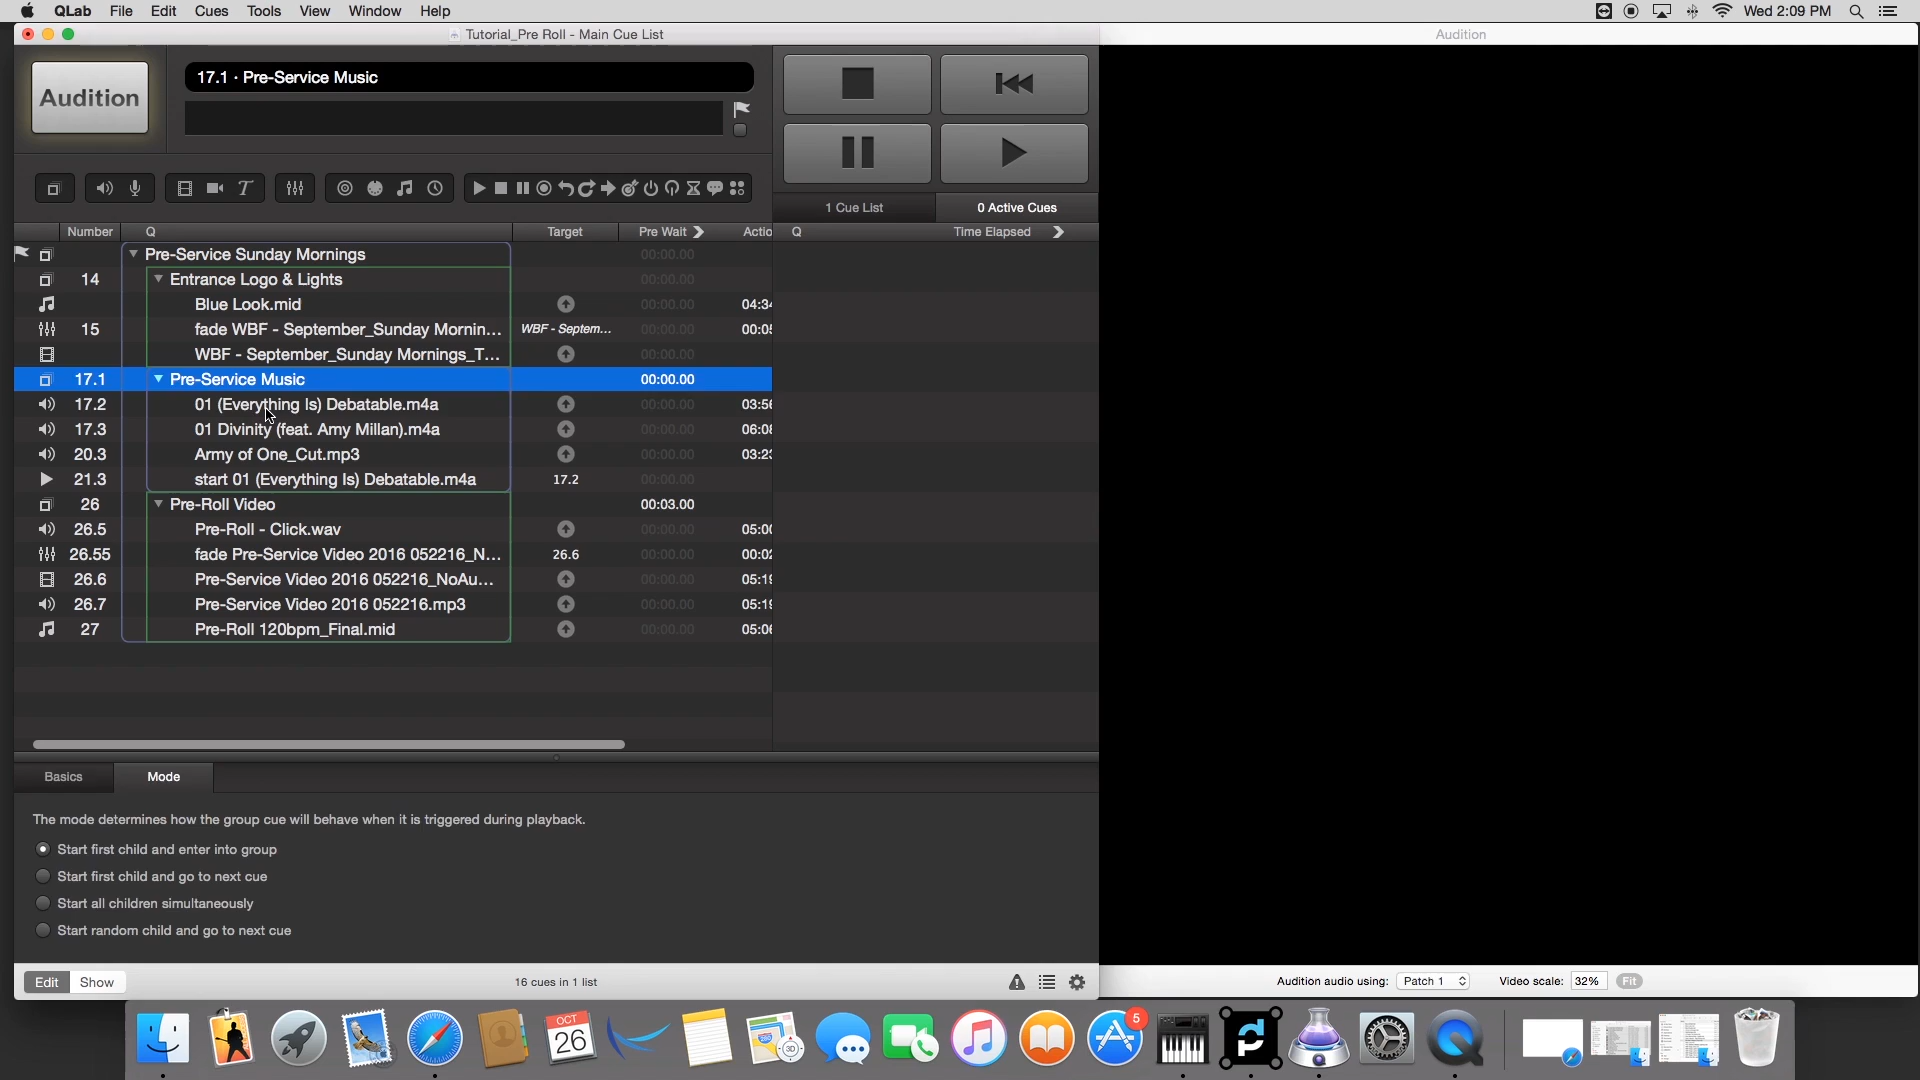 QLab File Edit Cues Tools View Window Help Wed 2:09 PM
Tutorial_Pre Roll - Main Cue List
Audition
Audition
17.1 · Pre-Service Music
1 Cue List
0 Active Cues
Number Q Target Pre Wait Actio Q Time Elapsed
Pre-Service Sunday Mornings 00:00.00
14 Entrance Logo & Lights 00:00.00
Blue Look.mid 00:00.00 04:34
15 fade WBF - September_Sunday Mornin... WBF - Septem... 00:00.00 00:05
WBF - September_Sunday Mornings_T... 00:00.00
17.1 Pre-Service Music 00:00.00
17.2 01 (Everything Is) Debatable.m4a 00:00.00 03:56
17.3 01 Divinity (feat. Amy Millan).m4a 00:00.00 06:08
20.3 Army of One_Cut.mp3 00:00.00 03:23
21.3 start 01 (Everything Is) Debatable.m4a 17.2 00:00.00
26 Pre-Roll Video 00:03.00
26.5 Pre-Roll - Click.wav 00:00.00 05:00
26.55 fade Pre-Service Video 2016 052216_N... 26.6 00:00.00 00:02
26.6 Pre-Service Video 2016 052216_NoAu... 00:00.00 05:19
26.7 Pre-Service Video 2016 052216.mp3 00:00.00 05:19
27 Pre-Roll 120bpm_Final.mid 00:00.00 05:06
Basics Mode
The mode determines how the group cue will behave when it is triggered during playback.
Start first child and enter into group
Start first child and go to next cue
Start all children simultaneously
Start random child and go to next cue
Edit Show
16 cues in 1 list
Audition audio using: Patch 1 Video scale: 32% Fit
OCT
26
280
3D
5